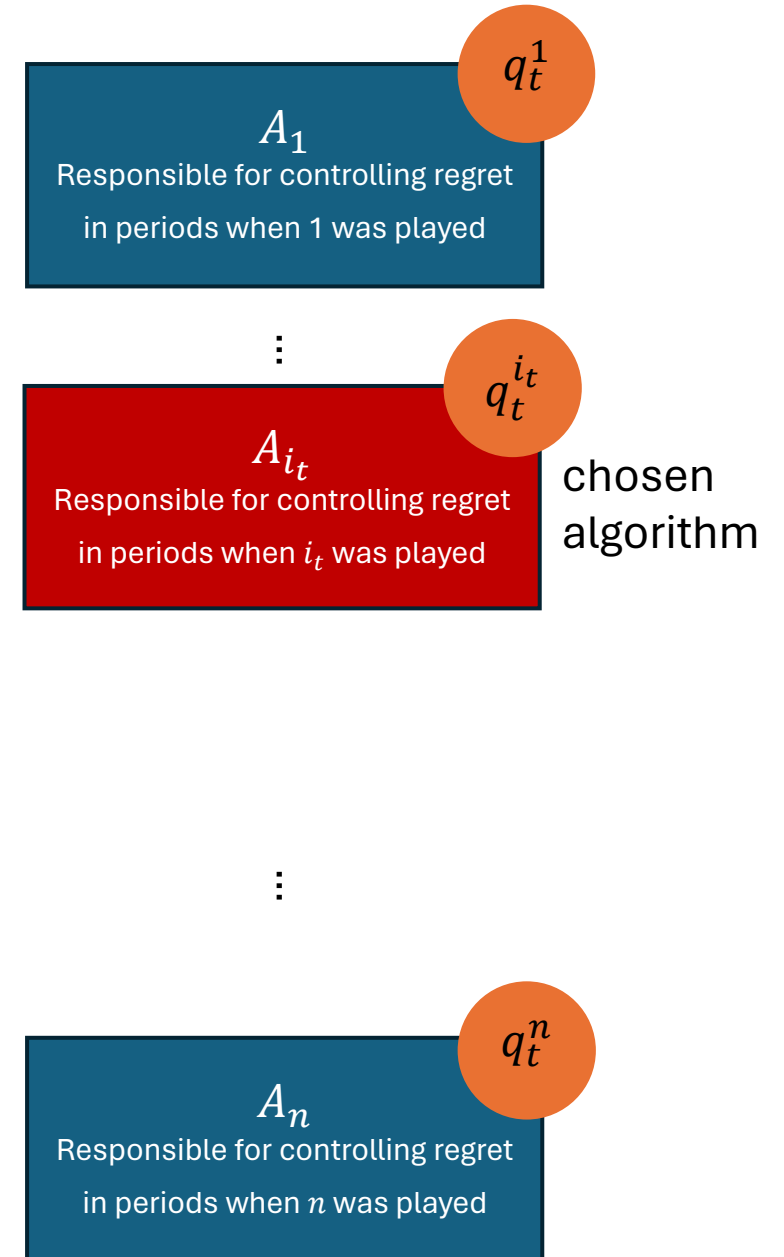 $q_t^1$
$A_1$
Responsible for controlling regret
in periods when 1 was played
⋮
$q_t^{i_t}$
$A_{i_t}$
Responsible for controlling regret
in periods when $i_t$ was played
chosen
algorithm
⋮
$q_t^n$
$A_n$
Responsible for controlling regret
in periods when $n$ was played